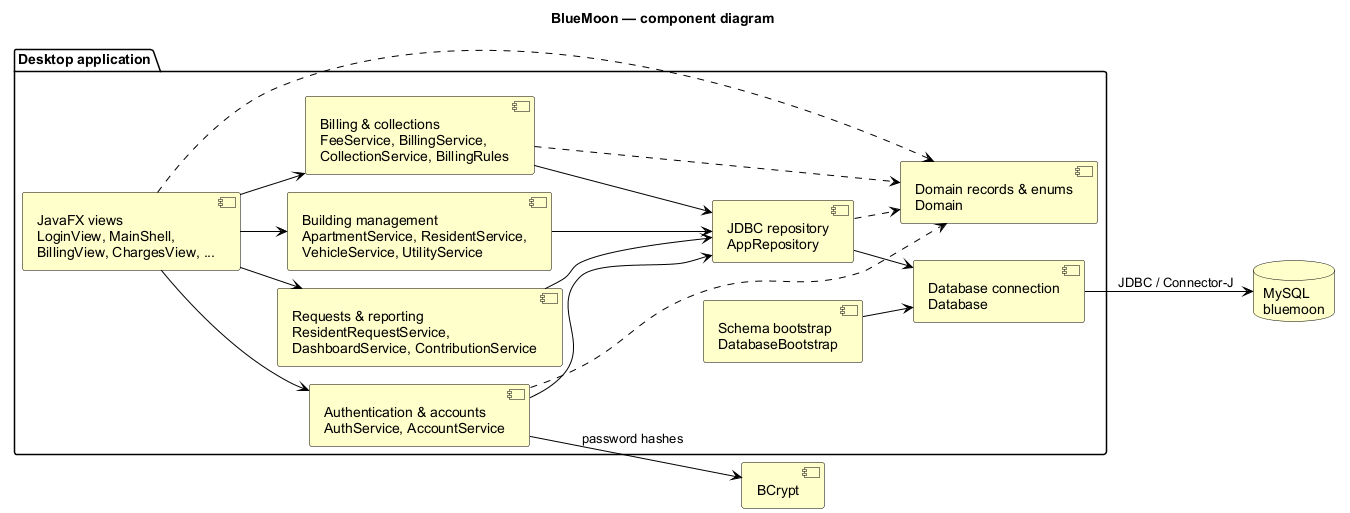 BlueMoon — component diagram
Desktop application
Billing & collections
FeeService, BillingService,
CollectionService, BillingRules
JavaFX views
LoginView, MainShell,
BillingView, ChargesView, ...
Building management
ApartmentService, ResidentService,
VehicleService, UtilityService
Requests & reporting
ResidentRequestService,
DashboardService, ContributionService
Authentication & accounts
AuthService, AccountService
JDBC repository
AppRepository
Schema bootstrap
DatabaseBootstrap
Domain records & enums
Domain
Database connection
Database
JDBC / Connector-J
MySQL
bluemoon
password hashes
BCrypt